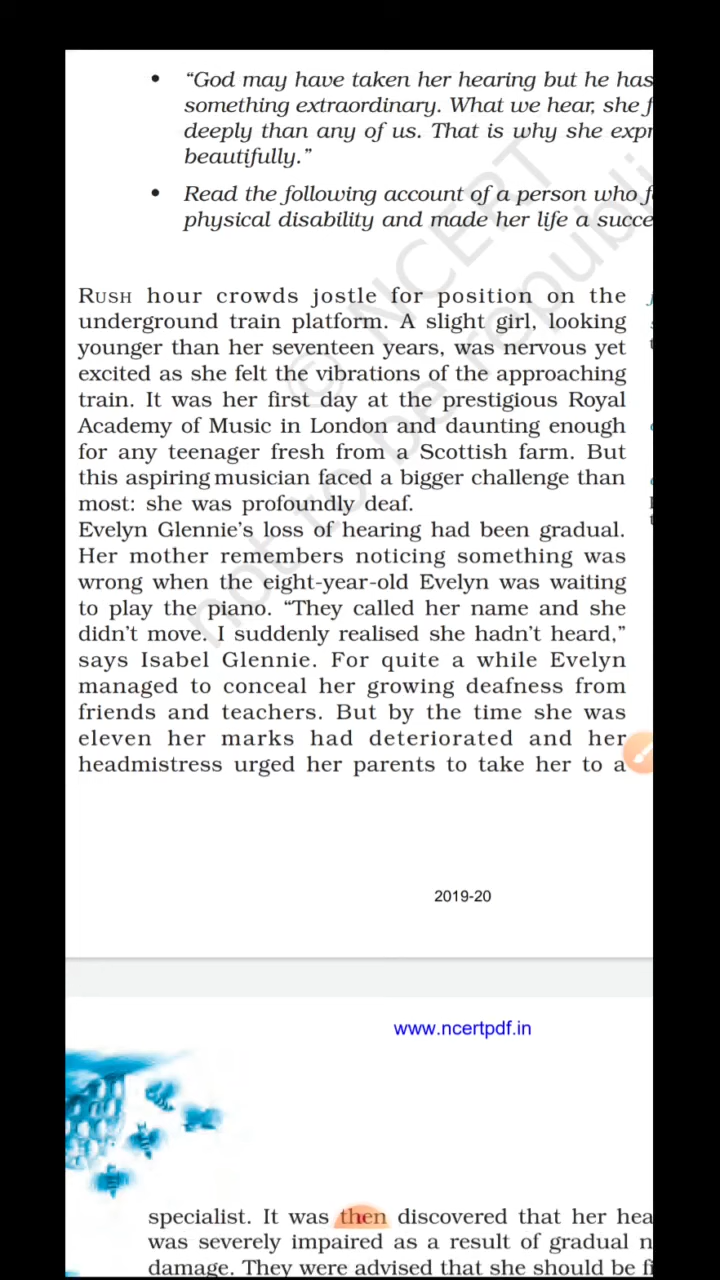 • “God may have taken her hearing but he has
something extraordinary. What we hear, she
deeply than any of us. That is why she
beautifully.”
• Read the following account of a person who
physical disability and made her life a
RUSH hour crowds jostle for position on the
underground train platform. A slight girl, looking
younger than her seventeen years, was nervous yet
excited as she felt the vibrations of the approaching
train. It was her first day at the prestigious Royal
Academy of Music in London and daunting enough
for any teenager fresh from a Scottish farm. But
this aspiring musician faced a bigger challenge than
most: she was profoundly deaf.
Evelyn Glennie’s loss of hearing had been gradual.
Her mother remembers noticing something was
wrong when the eight-year-old Evelyn was waiting
to play the piano. “They called her name and she
didn’t move. I suddenly realised she hadn’t heard,”
says Isabel Glennie. For quite a while Evelyn
managed to conceal her growing deafness from
friends and teachers. But by the time she was
eleven her marks had deteriorated and her
headmistress urged her parents to take her to a
© NCERT
not to be republi
2019-20
www.ncertpdf.in
specialist. It was then discovered that her
was severely impaired as a result of gradual
damage. They were advised that she should be